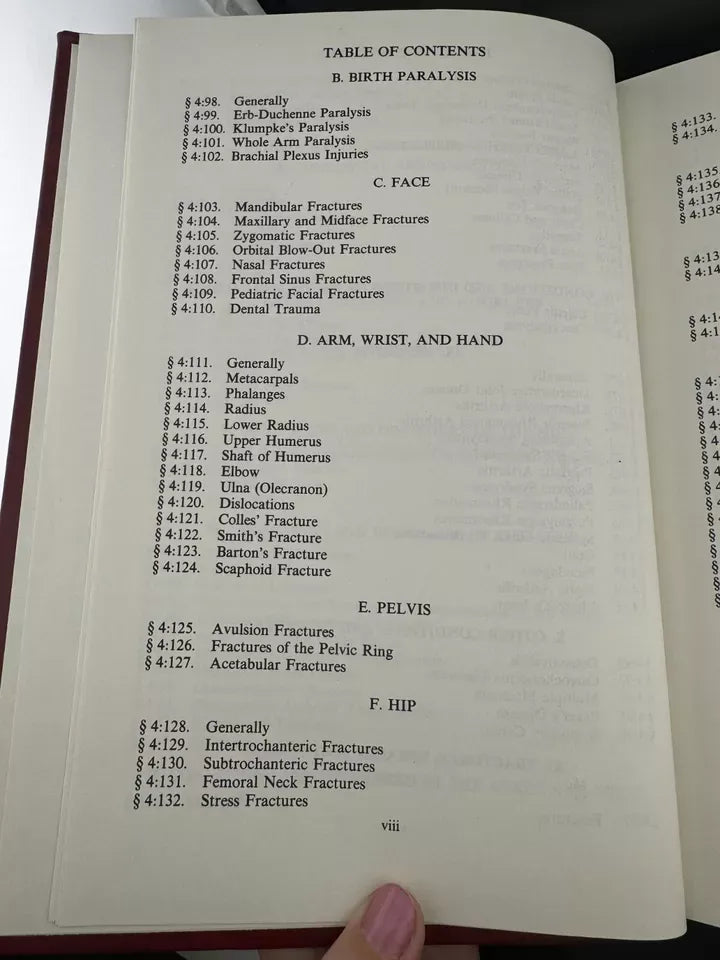 TABLE OF CONTENTS
B. BIRTH PARALYSIS
§ 4:98. Generally
§ 4:99. Erb-Duchenne Paralysis
§ 4:100. Klumpke's Paralysis
§ 4:101. Whole Arm Paralysis
§ 4:102. Brachial Plexus Injuries
C. FACE
§ 4:103. Mandibular Fractures
§ 4:104. Maxillary and Midface Fractures
§ 4:105. Zygomatic Fractures
§ 4:106. Orbital Blow-Out Fractures
§ 4:107. Nasal Fractures
§ 4:108. Frontal Sinus Fractures
§ 4:109. Pediatric Facial Fractures
§ 4:110. Dental Trauma
D. ARM, WRIST, AND HAND
§ 4:111. Generally
§ 4:112. Metacarpals
§ 4:113. Phalanges
§ 4:114. Radius
§ 4:115. Lower Radius
§ 4:116. Upper Humerus
§ 4:117. Shaft of Humerus
§ 4:118. Elbow
§ 4:119. Ulna (Olecranon)
§ 4:120. Dislocations
§ 4:121. Colles' Fracture
§ 4:122. Smith's Fracture
§ 4:123. Barton's Fracture
§ 4:124. Scaphoid Fracture
E. PELVIS
§ 4:125. Avulsion Fractures
§ 4:126. Fractures of the Pelvic Ring
§ 4:127. Acetabular Fractures
F. HIP
§ 4:128. Generally
§ 4:129. Intertrochanteric Fractures
§ 4:130. Subtrochanteric Fractures
§ 4:131. Femoral Neck Fractures
§ 4:132. Stress Fractures
viii
§ 4:133.
§ 4:134.
§ 4:135.
§ 4:136
§ 4:137
§ 4:138